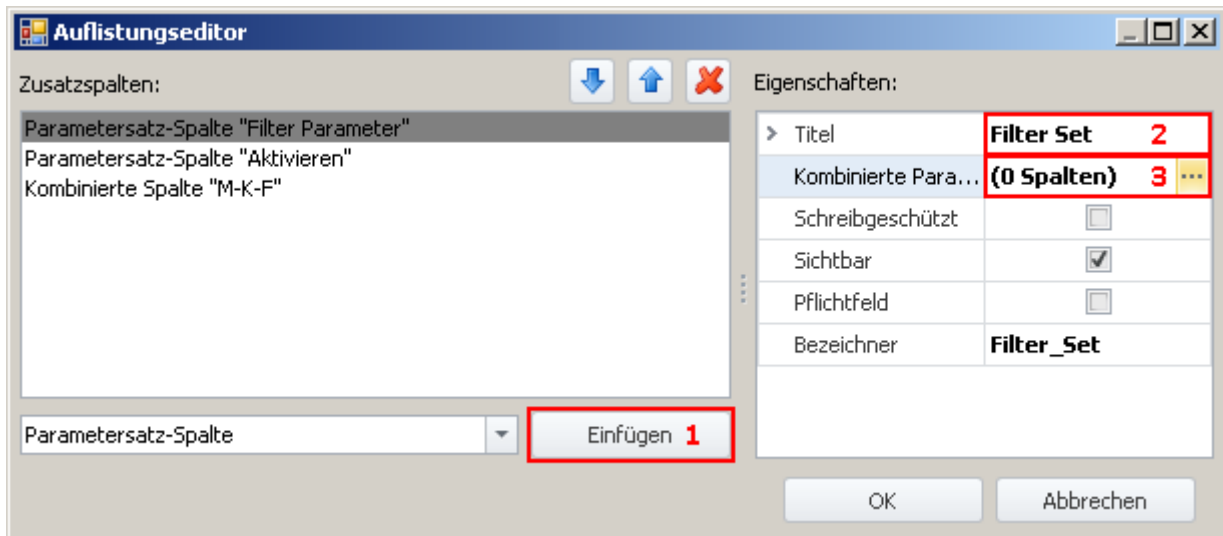 Auflistungseditor
Zusatzspalten:
Parametersatz-Spalte "Filter Parameter"
Parametersatz-Spalte "Aktivieren"
Kombinierte Spalte "M-K-F"
Parametersatz-Spalte
Einfügen 1
Eigenschaften:
Titel Filter Set 2
Kombinierte Para... (0 Spalten) 3 ...
Schreibgeschützt
Sichtbar
Pflichtfeld
Bezeichner Filter_Set
OK
Abbrechen